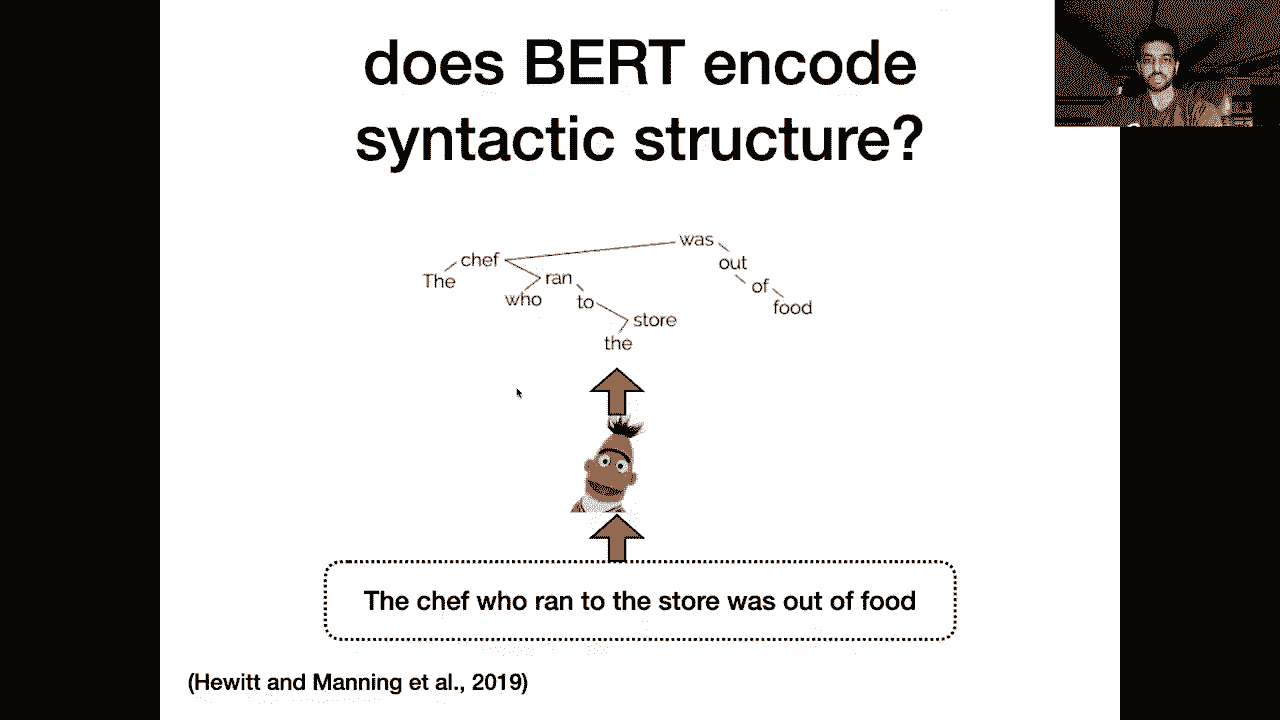 does BERT encode
syntactic structure?
was
chef
out
The
ran
of
who
to
food
store
the
The chef who ran to the store was out of food
(Hewitt and Manning et al., 2019)